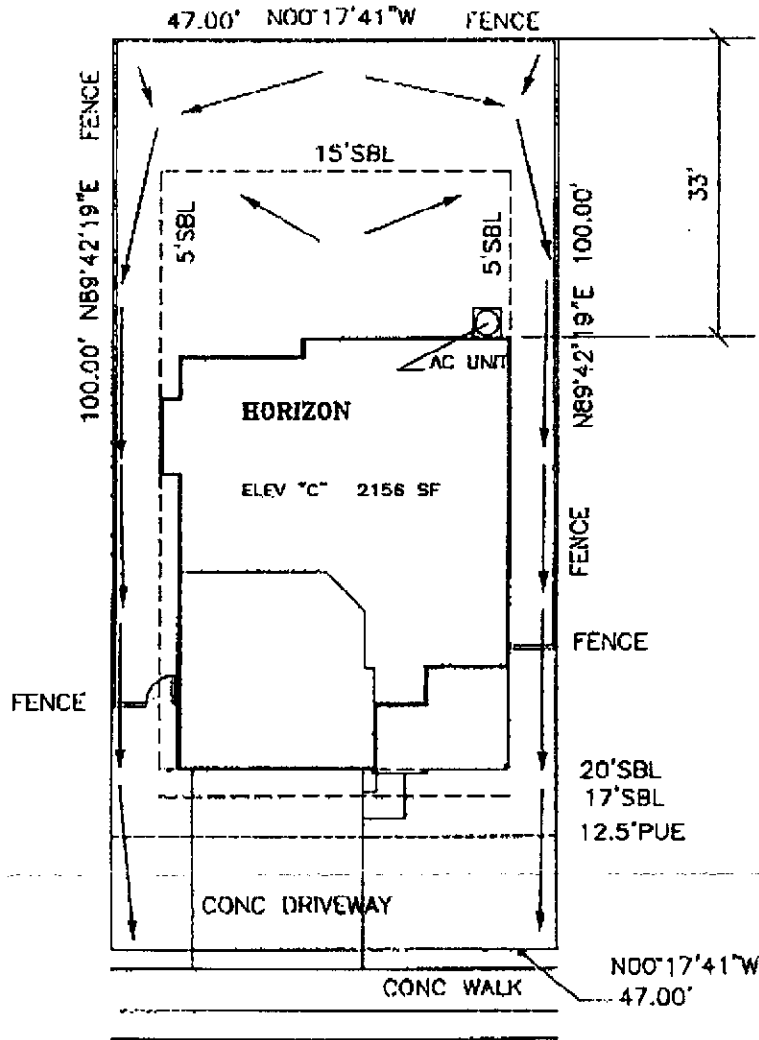 47.00' N00°17'41"W FENCE
FENCE
15'SBL
33'
5'SBL
5'SBL
100.00' N89°42'19"E
N89°42'19"E 100.00'
AC UNIT
HORIZON
ELEV "C" 2156 SF
FENCE
FENCE
FENCE
20'SBL
17'SBL
12.5'PUE
CONC DRIVEWAY
N00°17'41"W
CONC WALK
47.00'